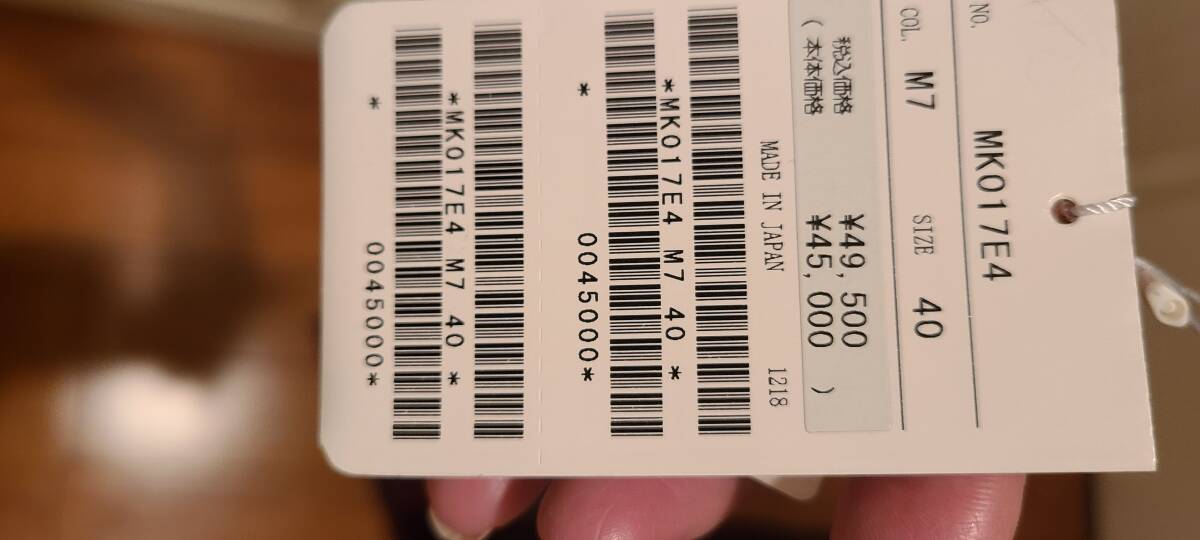 NO. MK017E4
COL. M7 SIZE 40
税込価格 ¥49,500
(本体価格 ¥45,000 )
MADE IN JAPAN 1218
*MK017E4 M7 40 *
* 0045000*
*MK017E4 M7 40 *
* 0045000*